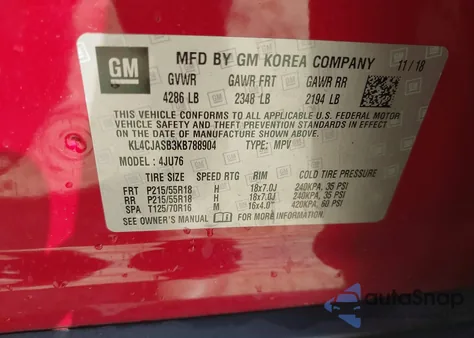 GM
MFD BY GM KOREA COMPANY 11/18
GVWR GAWR FRT GAWR RR
4286 LB 2348 LB 2194 LB
THIS VEHICLE CONFORMS TO ALL APPLICABLE U.S. FEDERAL MOTOR
VEHICLE SAFETY AND BUMPER STANDARDS IN EFFECT ON THE DATE OF
THEFT PREVENTION
MANUFACTURE SHOWN ABOVE.
KL4CJASB3KB788904 TYPE: MPV
MODEL: 4JU76
TIRE SIZE SPEED RTG RIM COLD TIRE PRESSURE
FRT P215/55R18 H 18x7.0J 240KPA, 35 PSI
RR P215/55R18 H 18x7.0J 240KPA, 35 PSI
SPA T125/70R16 M 16x4.0 420KPA, 60 PSI
SEE OWNER'S MANUAL FOR MORE INFORMATION.
autoSnap